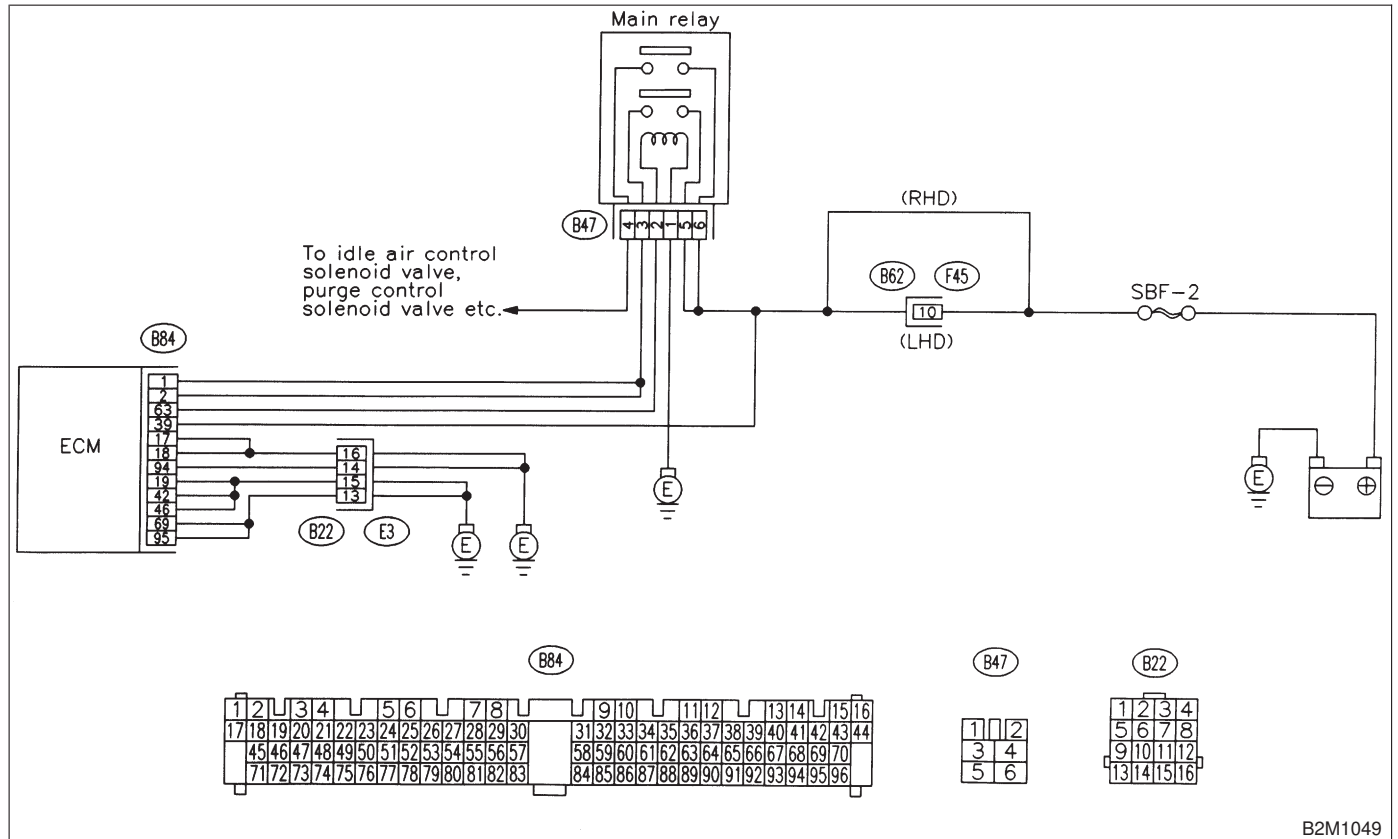 Main relay
B47
4 3 2 1 5 6
(RHD)
B62 F45
10
(LHD)
SBF-2
To idle air control
solenoid valve,
purge control
solenoid valve etc.
B84
ECM
1
2
63
39
17
18
94
19
42
46
69
95
16
14
15
13
B22 E3
E
E
E
E
B84
1 2 3 4 5 6 7 8 9 10 11 12 13 14 15 16
17 18 19 20 21 22 23 24 25 26 27 28 29 30 31 32 33 34 35 36 37 38 39 40 41 42 43 44
45 46 47 48 49 50 51 52 53 54 55 56 57 58 59 60 61 62 63 64 65 66 67 68 69 70
71 72 73 74 75 76 77 78 79 80 81 82 83 84 85 86 87 88 89 90 91 92 93 94 95 96
B47
1 2
3 4
5 6
B22
1 2 3 4
5 6 7 8
9 10 11 12
13 14 15 16
B2M1049